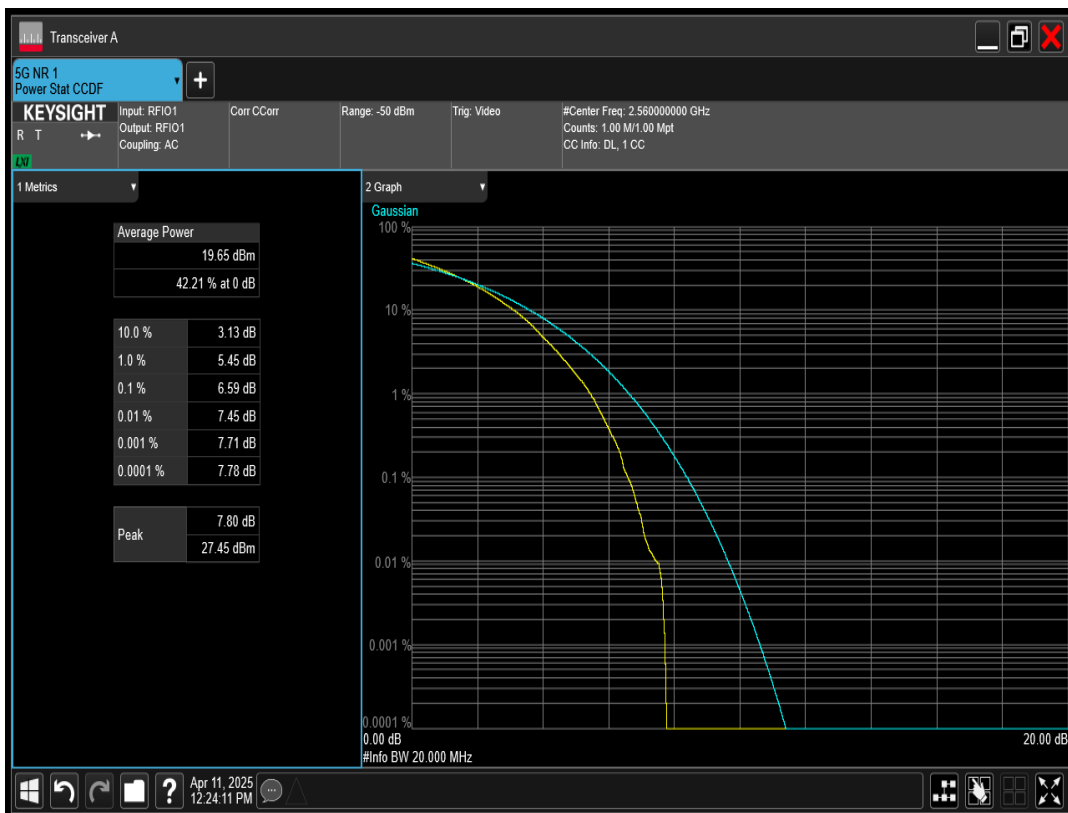 Transceiver A
5G NR 1
Power Stat CCDF
+
KEYSIGHT
R T
LXI
Input: RFIO1
Output: RFIO1
Coupling: AC
Corr CCorr
Range: -50 dBm
Trig: Video
#Center Freq: 2.560000000 GHz
Counts: 1.00 M/1.00 Mpt
CC Info: DL, 1 CC
1 Metrics
Average Power
19.65 dBm
42.21 % at 0 dB
10.0 % 3.13 dB
1.0 % 5.45 dB
0.1 % 6.59 dB
0.01 % 7.45 dB
0.001 % 7.71 dB
0.0001 % 7.78 dB
Peak 7.80 dB
27.45 dBm
2 Graph
Gaussian
100 %
10 %
1 %
0.1 %
0.01 %
0.001 %
0.0001 %
0.00 dB 20.00 dB
#Info BW 20.000 MHz
?
Apr 11, 2025
12:24:11 PM